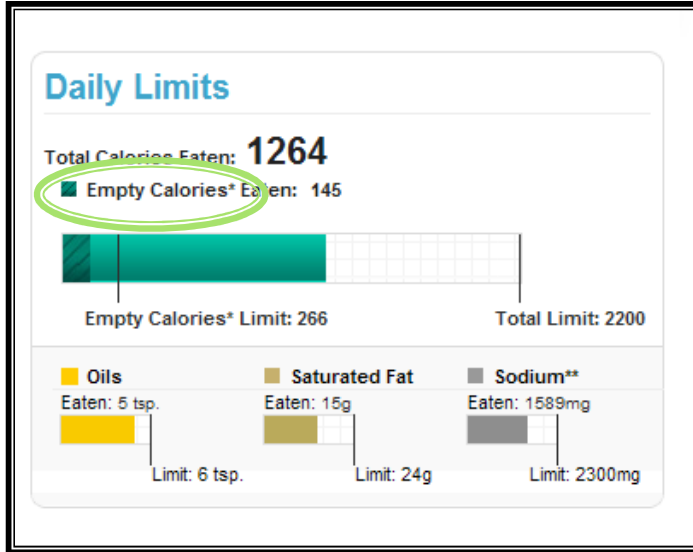 Daily Limits
Total Calories Eaten: 1264
Empty Calories* Eaten: 145
Empty Calories* Limit: 266 Total Limit: 2200
Oils Saturated Fat Sodium**
Eaten: 5 tsp. Eaten: 15g Eaten: 1589mg
Limit: 6 tsp. Limit: 24g Limit: 2300mg